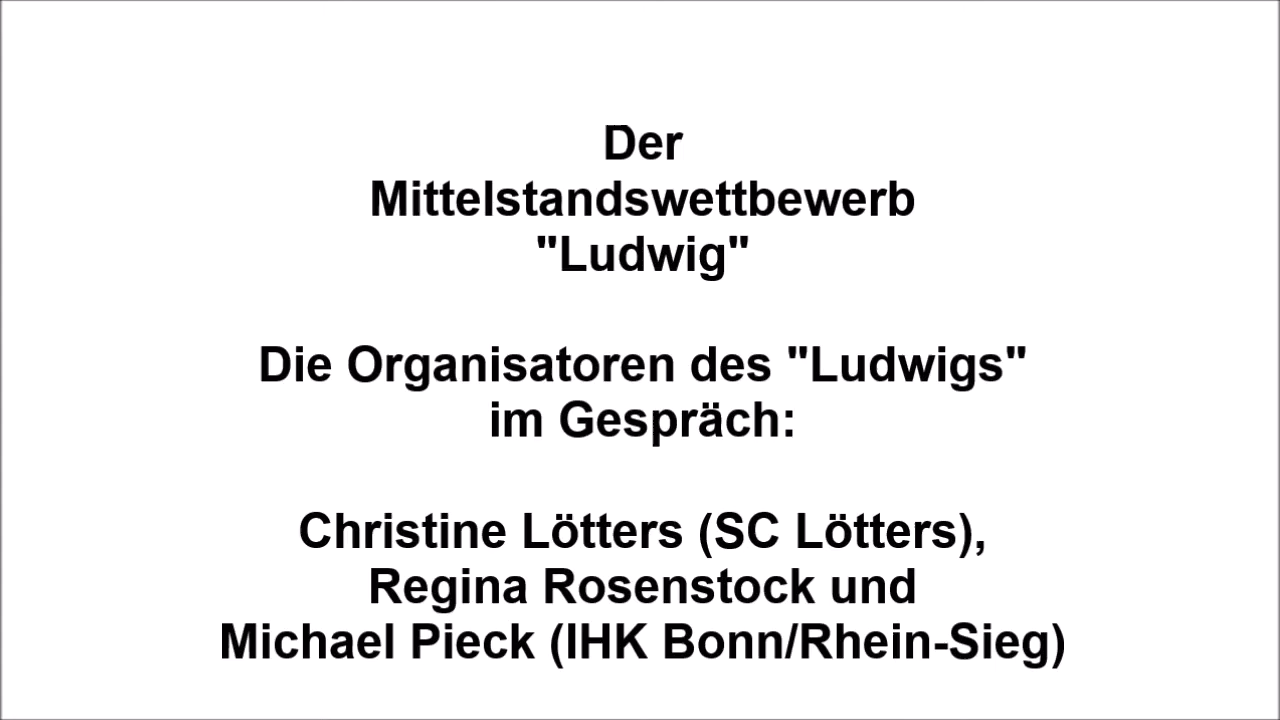 Der
Mittelstandswettbewerb
"Ludwig"
Die Organisatoren des "Ludwigs"
im Gespräch:
Christine Lötters (SC Lötters),
Regina Rosenstock und
Michael Pieck (IHK Bonn/Rhein-Sieg)